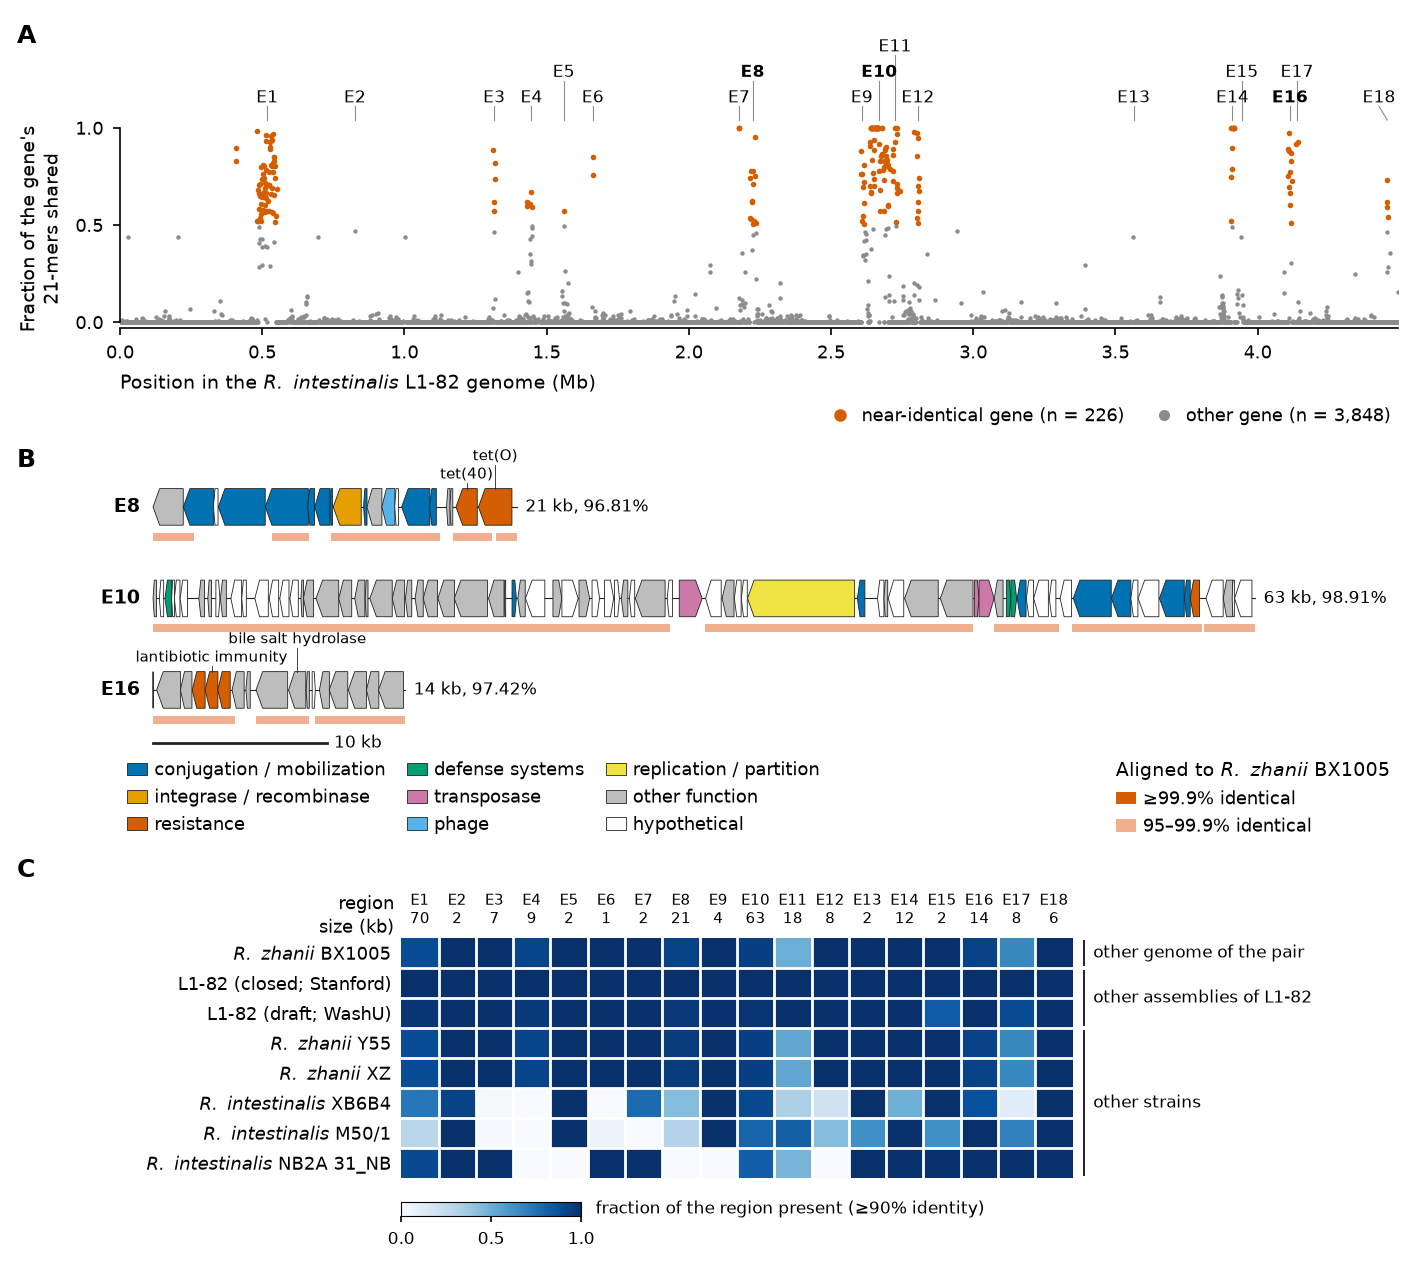 A
E11
E5 E8 E10 E15 E17
E1 E2 E3 E4 E6 E7 E9 E12 E13 E14 E16 E18
Fraction of the gene's
21-mers shared
1.0
0.5
0.0
0.0 0.5 1.0 1.5 2.0 2.5 3.0 3.5 4.0
Position in the R. intestinalis L1-82 genome (Mb)
near-identical gene (n = 226) other gene (n = 3,848)
B
tet(O)
tet(40)
E8 21 kb, 96.81%
E10 63 kb, 98.91%
bile salt hydrolase
lantibiotic immunity
E16 14 kb, 97.42%
10 kb
conjugation / mobilization defense systems replication / partition
integrase / recombinase transposase other function
resistance phage hypothetical
Aligned to R. zhanii BX1005
≥99.9% identical
95–99.9% identical
C
region E1 E2 E3 E4 E5 E6 E7 E8 E9 E10 E11 E12 E13 E14 E15 E16 E17 E18
size (kb) 70 2 7 9 2 1 2 21 4 63 18 8 2 12 2 14 8 6
R. zhanii BX1005 other genome of the pair
L1-82 (closed; Stanford)
other assemblies of L1-82
L1-82 (draft; WashU)
R. zhanii Y55
R. zhanii XZ
R. intestinalis XB6B4 other strains
R. intestinalis M50/1
R. intestinalis NB2A 31_NB
fraction of the region present (≥90% identity)
0.0 0.5 1.0